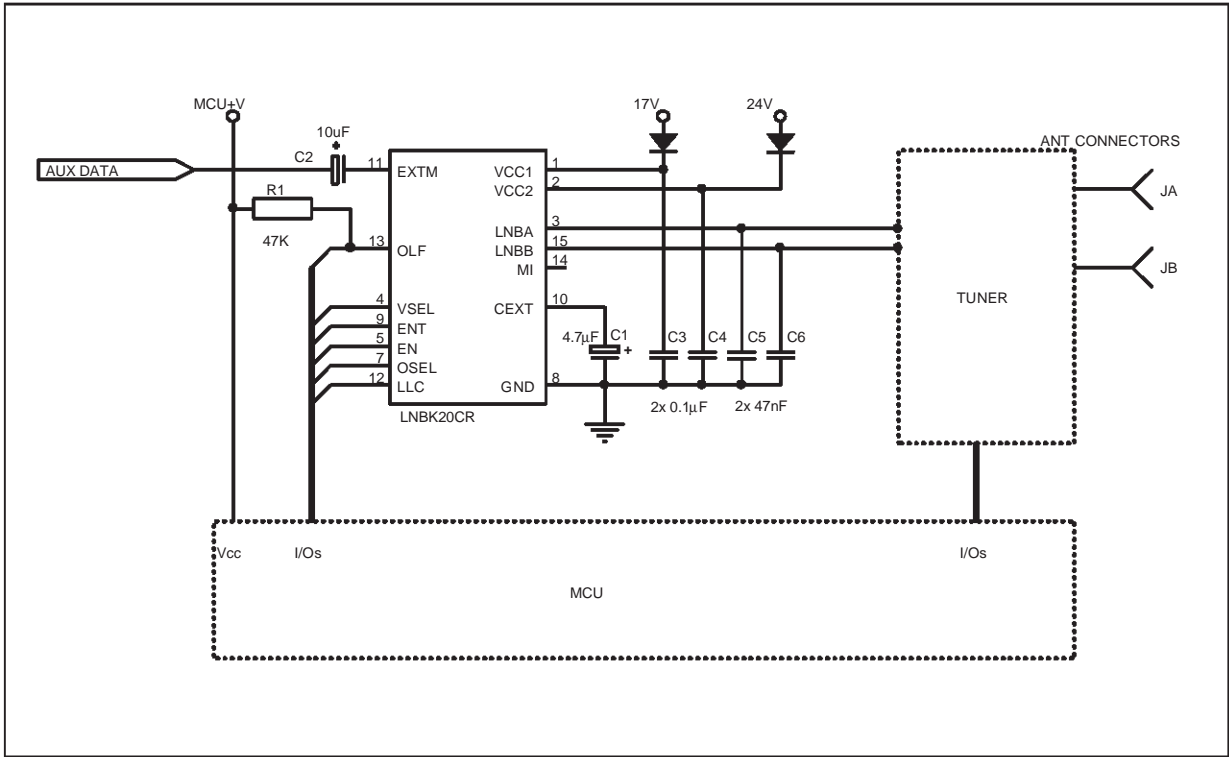 MCU+V
17V
24V
10uF
+
ANT CONNECTORS
C2
AUX DATA
11
EXTM
VCC1
1
VCC2
2
JA
R1
LNBA
3
47K
13
OLF
LNBB
15
MI
14
JB
TUNER
4
VSEL
CEXT
10
9
ENT
4.7µF
C1
+
C3
C4
C5
C6
5
EN
7
OSEL
12
LLC
GND
8
2x 0.1µF
2x 47nF
LNBK20CR
Vcc
I/Os
I/Os
MCU